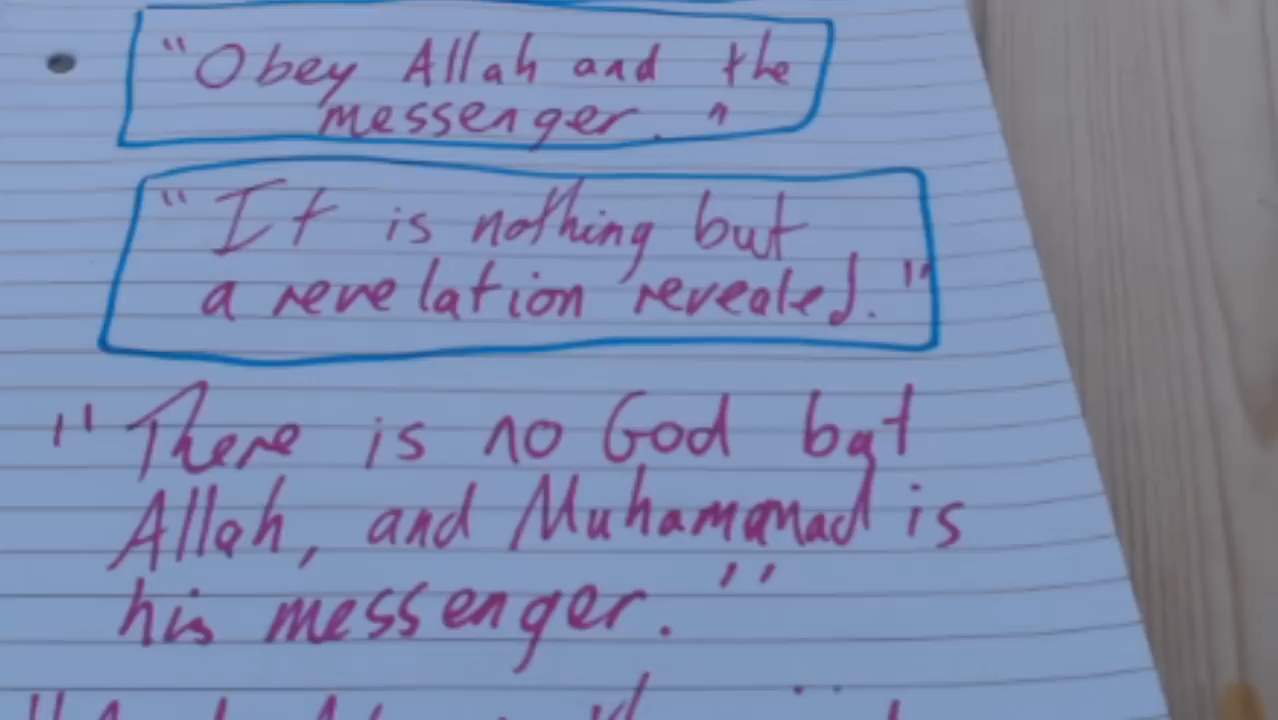 "Obey Allah and the
messenger."
"It is nothing but
a revelation revealed."
"There is no God but
Allah, and Muhammad is
his messenger."